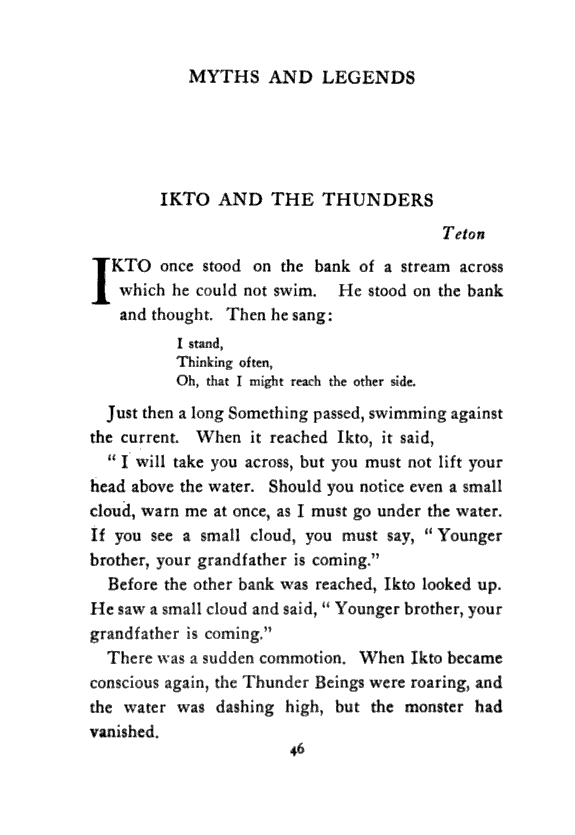 MYTHS AND LEGENDS
IKTO AND THE THUNDERS
Teton
IKTO once stood on the bank of a stream across
which he could not swim. He stood on the bank
and thought. Then he sang:
I stand,
Thinking often,
Oh, that I might reach the other side.
Just then a long Something passed, swimming against
the current. When it reached Ikto, it said,
“ I will take you across, but you must not lift your
head above the water. Should you notice even a small
cloud, warn me at once, as I must go under the water.
If you see a small cloud, you must say, “ Younger
brother, your grandfather is coming.”
Before the other bank was reached, Ikto looked up.
He saw a small cloud and said, “ Younger brother, your
grandfather is coming.”
There was a sudden commotion. When Ikto became
conscious again, the Thunder Beings were roaring, and
the water was dashing high, but the monster had
vanished.
46